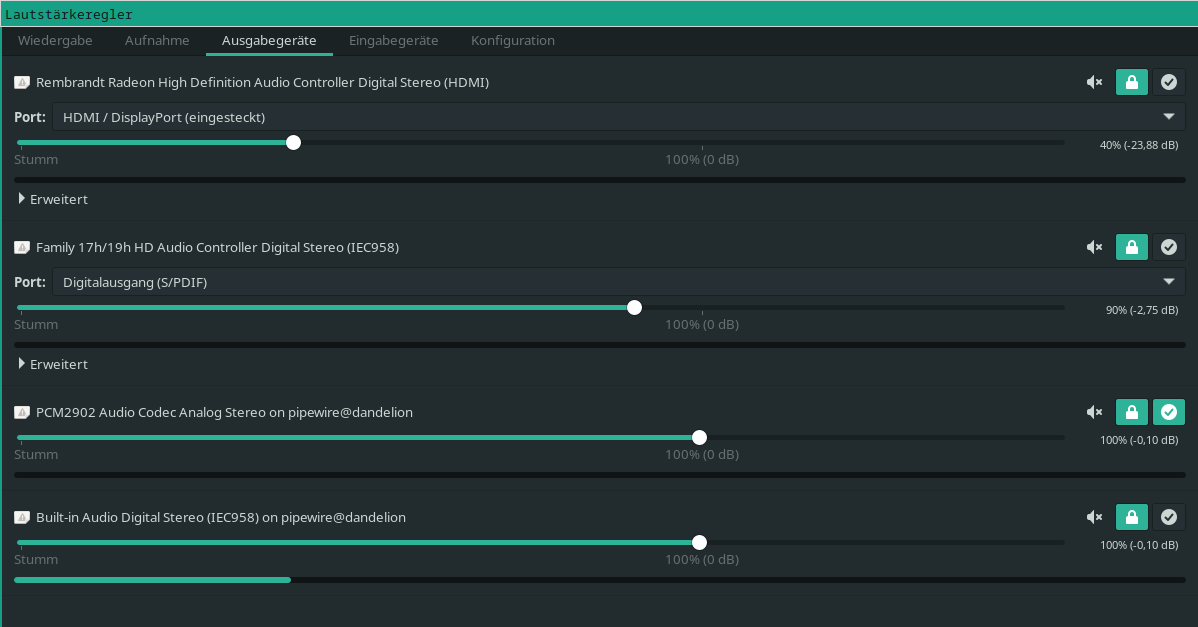 Lautstärkeregler
Wiedergabe Aufnahme Ausgabegeräte Eingabegeräte Konfiguration
Rembrandt Radeon High Definition Audio Controller Digital Stereo (HDMI)
Port: HDMI / DisplayPort (eingesteckt)
40% (-23,88 dB)
Stumm 100% (0 dB)
Erweitert
Family 17h/19h HD Audio Controller Digital Stereo (IEC958)
Port: Digitalausgang (S/PDIF)
90% (-2,75 dB)
Stumm 100% (0 dB)
Erweitert
PCM2902 Audio Codec Analog Stereo on pipewire@dandelion
100% (-0,10 dB)
Stumm 100% (0 dB)
Built-in Audio Digital Stereo (IEC958) on pipewire@dandelion
100% (-0,10 dB)
Stumm 100% (0 dB)